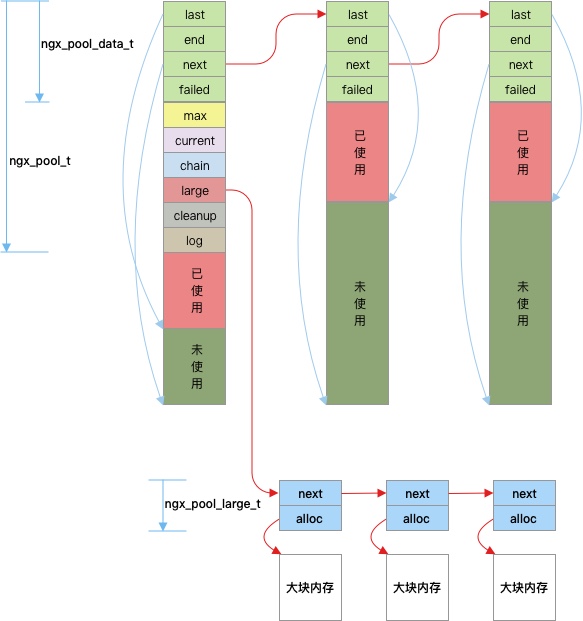 ngx_pool_data_t
ngx_pool_t
last
end
next
failed
max
current
chain
large
cleanup
log
已
使
用
未
使
用
last
end
next
failed
已
使
用
未
使
用
last
end
next
failed
已
使
用
未
使
用
ngx_pool_large_t
next
alloc
大块内存
next
alloc
大块内存
next
alloc
大块内存